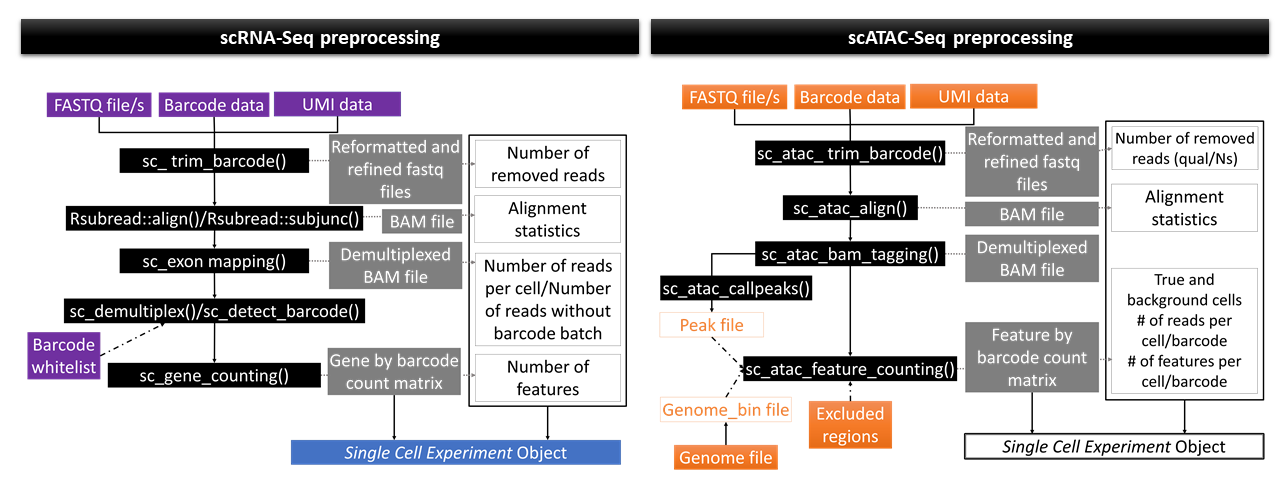 scRNA-Seq preprocessing
FASTQ file/s
Barcode data
UMI data
sc_ trim_barcode()
Reformatted and
refined fastq
files
Number of
removed reads
Rsubread::align()/Rsubread::subjunc()
BAM file
Alignment
statistics
sc_exon mapping()
Demultiplexed
BAM file
Number of reads
per cell/Number
of reads without
barcode batch
sc_demultiplex()/sc_detect_barcode()
Barcode
whitelist
sc_gene_counting()
Gene by barcode
count matrix
Number of
features
Single Cell Experiment Object
scATAC-Seq preprocessing
FASTQ file/s
Barcode data
UMI data
sc_atac_ trim_barcode()
Reformatted and
refined fastq
files
Number of removed
reads (qual/Ns)
sc_atac_align()
BAM file
Alignment
statistics
sc_atac_bam_tagging()
Demultiplexed
BAM file
sc_atac_callpeaks()
Peak file
True and
background cells
# of reads per
cell/barcode
# of features per
cell/barcode
sc_atac_feature_counting()
Feature by
barcode count
matrix
Genome_bin file
Excluded
regions
Genome file
Single Cell Experiment Object